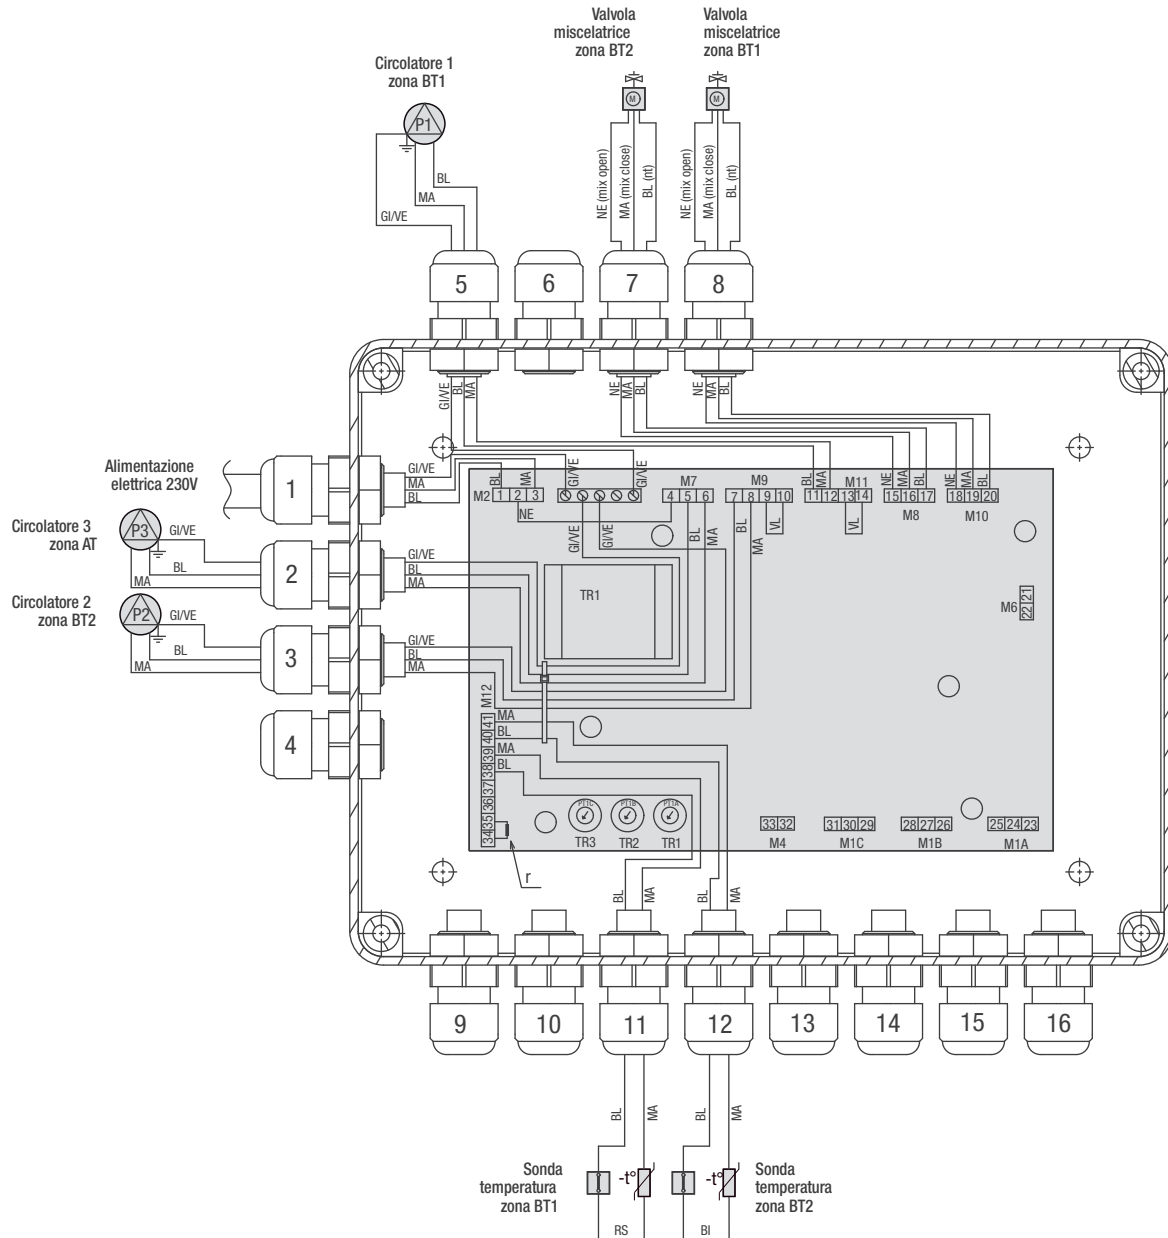 Valvola
miscelatrice
zona BT2
Valvola
miscelatrice
zona BT1
Circolatore 1
zona BT1
P1
M
M
NE (mix open)
MA (mix close)
BL (nt)
NE (mix open)
MA (mix close)
BL (nt)
BL
MA
GI/VE
5
6
7
8
GI/VE
BL
MA
NE
MA
BL
NE
MA
BL
Alimentazione
elettrica 230V
1
GI/VE
MA
BL
BL
MA
GI/VE
GI/VE
M7
M9
BL
MA
M11
NE
MA
BL
NE
MA
BL
M2
1 2 3
4 5 6
7 8 9 10
11 12 13 14
15 16 17
18 19 20
M8
M10
NE
GI/VE
GI/VE
BL
MA
BL
MA
VL
VL
Circolatore 3
zona AT
P3
GI/VE
BL
MA
2
GI/VE
BL
MA
TR1
M6
22 21
Circolatore 2
zona BT2
P2
GI/VE
BL
MA
3
GI/VE
BL
MA
M12
4
34 35 36 37 38 39 40 41
MA
BL
MA
BL
PT1C
PT1B
PT1A
TR3
TR2
TR1
33 32
31 30 29
28 27 26
25 24 23
M4
M1C
M1B
M1A
r
BL
MA
BL
MA
9
10
11
12
13
14
15
16
BL
MA
BL
MA
Sonda
temperatura
zona BT1
-t°
-t°
Sonda
temperatura
zona BT2
RS
BI